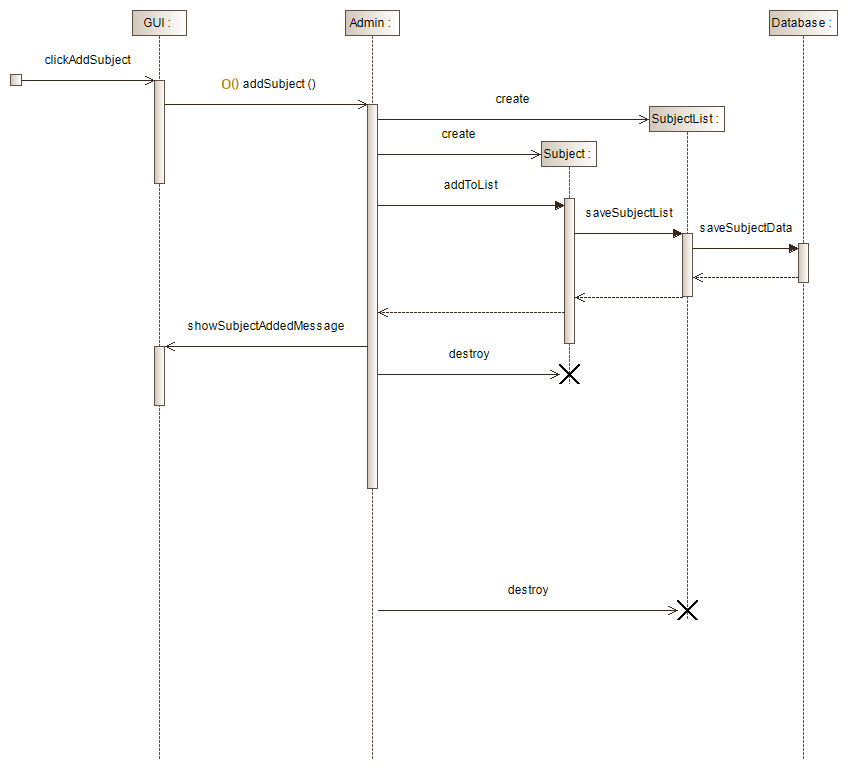 GUI :
Admin :
Database :
clickAddSubject
O() addSubject ()
create
SubjectList :
create
Subject :
addToList
saveSubjectList
saveSubjectData
showSubjectAddedMessage
destroy
destroy